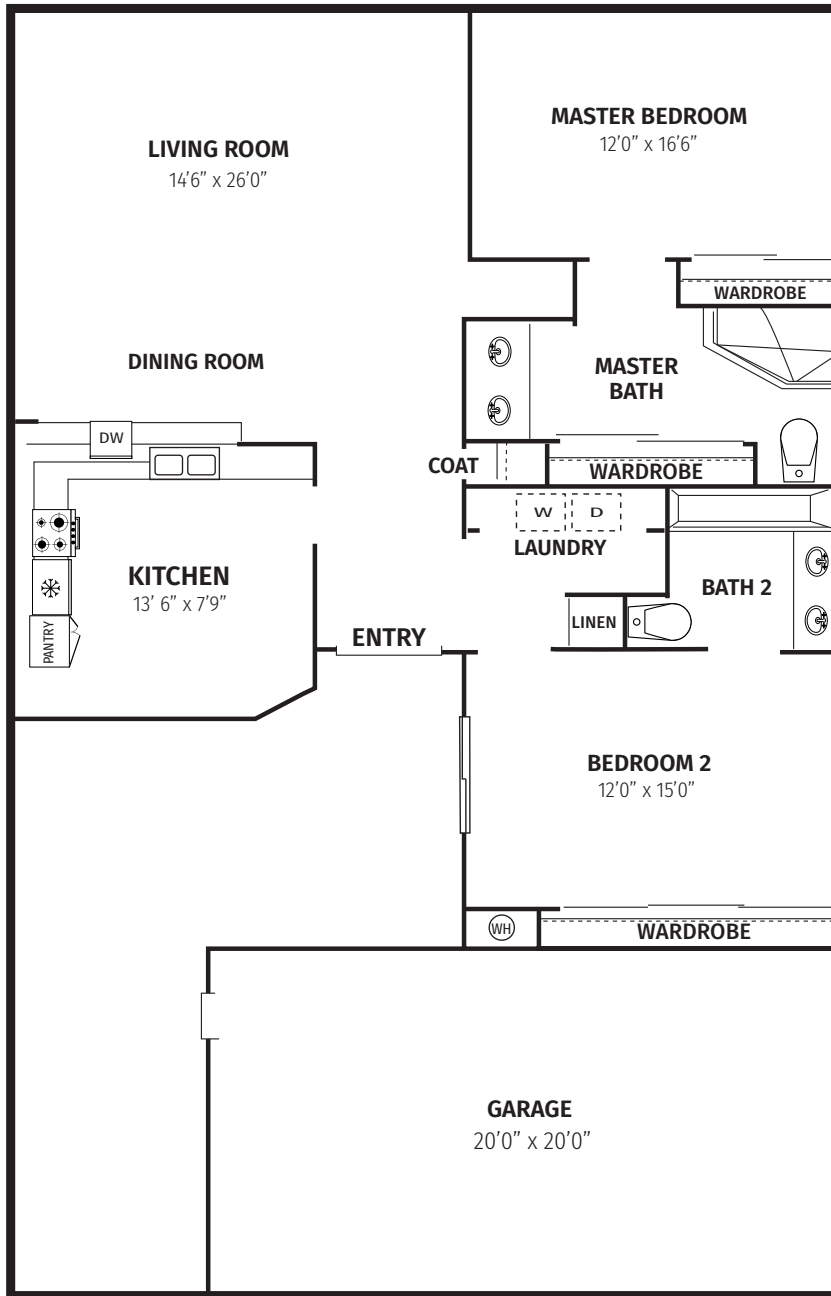 MASTER BEDROOM
12’0” x 16’6”
LIVING ROOM
14’6” x 26’0”
WARDROBE
DINING ROOM
MASTER
BATH
DW
COAT
WARDROBE
W
D
LAUNDRY
KITCHEN
13’ 6” x 7’9”
BATH 2
PANTRY
LINEN
ENTRY
BEDROOM 2
12’0” x 15’0”
WH
WARDROBE
GARAGE
20’0” x 20’0”